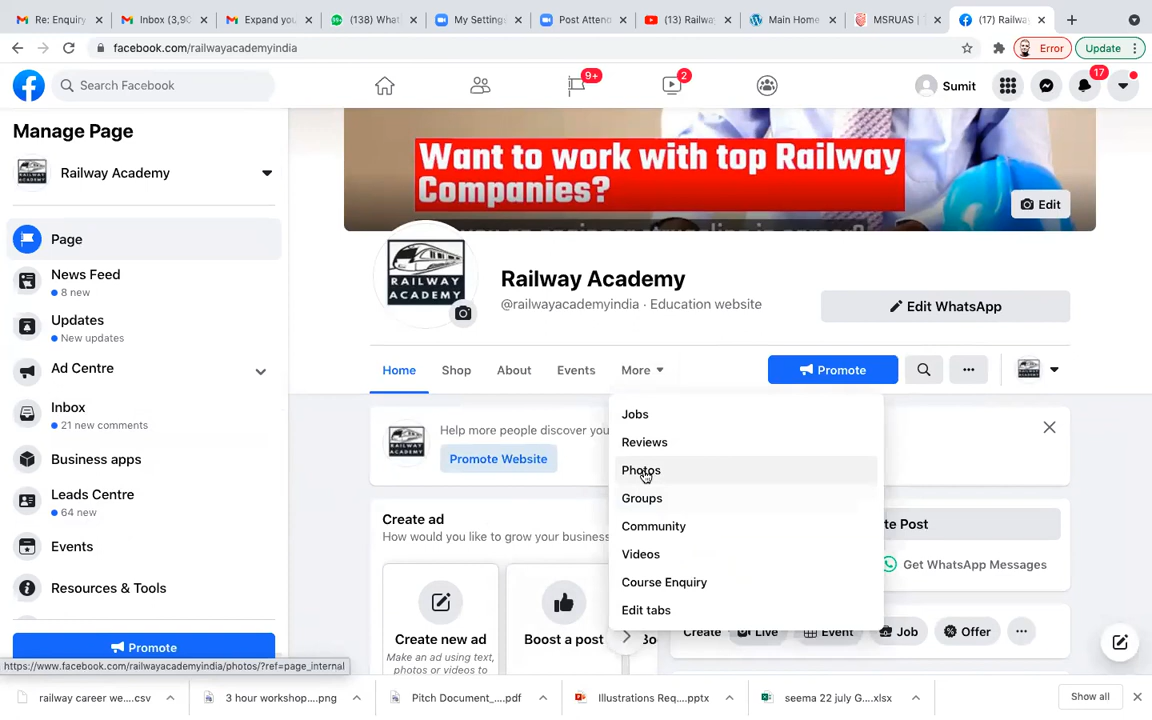 Re: Enquiry
Inbox (3,90
Expand you
(138) What
My Setting
Post Attend
(13) Railwa
Main Home
MSRUAS |
(17) Railwa
facebook.com/railwayacademyindia
Error
Update
Search Facebook
9+
2
Sumit
17
Manage Page
Railway Academy
Page
News Feed
8 new
Updates
New updates
Ad Centre
Inbox
21 new comments
Business apps
Leads Centre
64 new
Events
Resources & Tools
Promote
https://www.facebook.com/railwayacademyindia/photos/?ref=page_internal
Want to work with top Railway
Companies?
Edit
RAILWAY
ACADEMY
Railway Academy
@railwayacademyindia · Education website
Edit WhatsApp
Home
Shop
About
Events
More
Promote
Jobs
Reviews
Photos
Groups
Community
Videos
Course Enquiry
Edit tabs
Help more people discover you
Promote Website
Create ad
How would you like to grow your business
Create new ad
Make an ad using text,
photos or videos to
Boost a post
Bo
te Post
Get WhatsApp Messages
Create
Live
Event
Job
Offer
railway career we....csv
3 hour workshop....png
Pitch Document_....pdf
Illustrations Req....pptx
seema 22 july G....xlsx
Show all